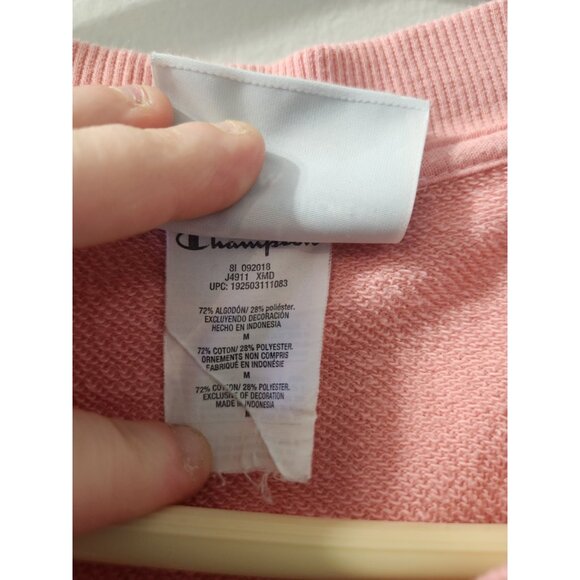 Champion
8I 092018
J4911 XMD
UPC: 192503111083
72% ALGODÓN/ 28% poliéster.
EXCLUYENDO DECORACIÓN
HECHO EN INDONESIA
M
72% COTON/ 28% POLYESTER.
ORNEMENTS NON COMPRIS
FABRIQUÉ EN INDONÉSIE
M
72% COTTON/ 28% POLYESTER.
EXCLUSIVE OF DECORATION
MADE IN INDONESIA